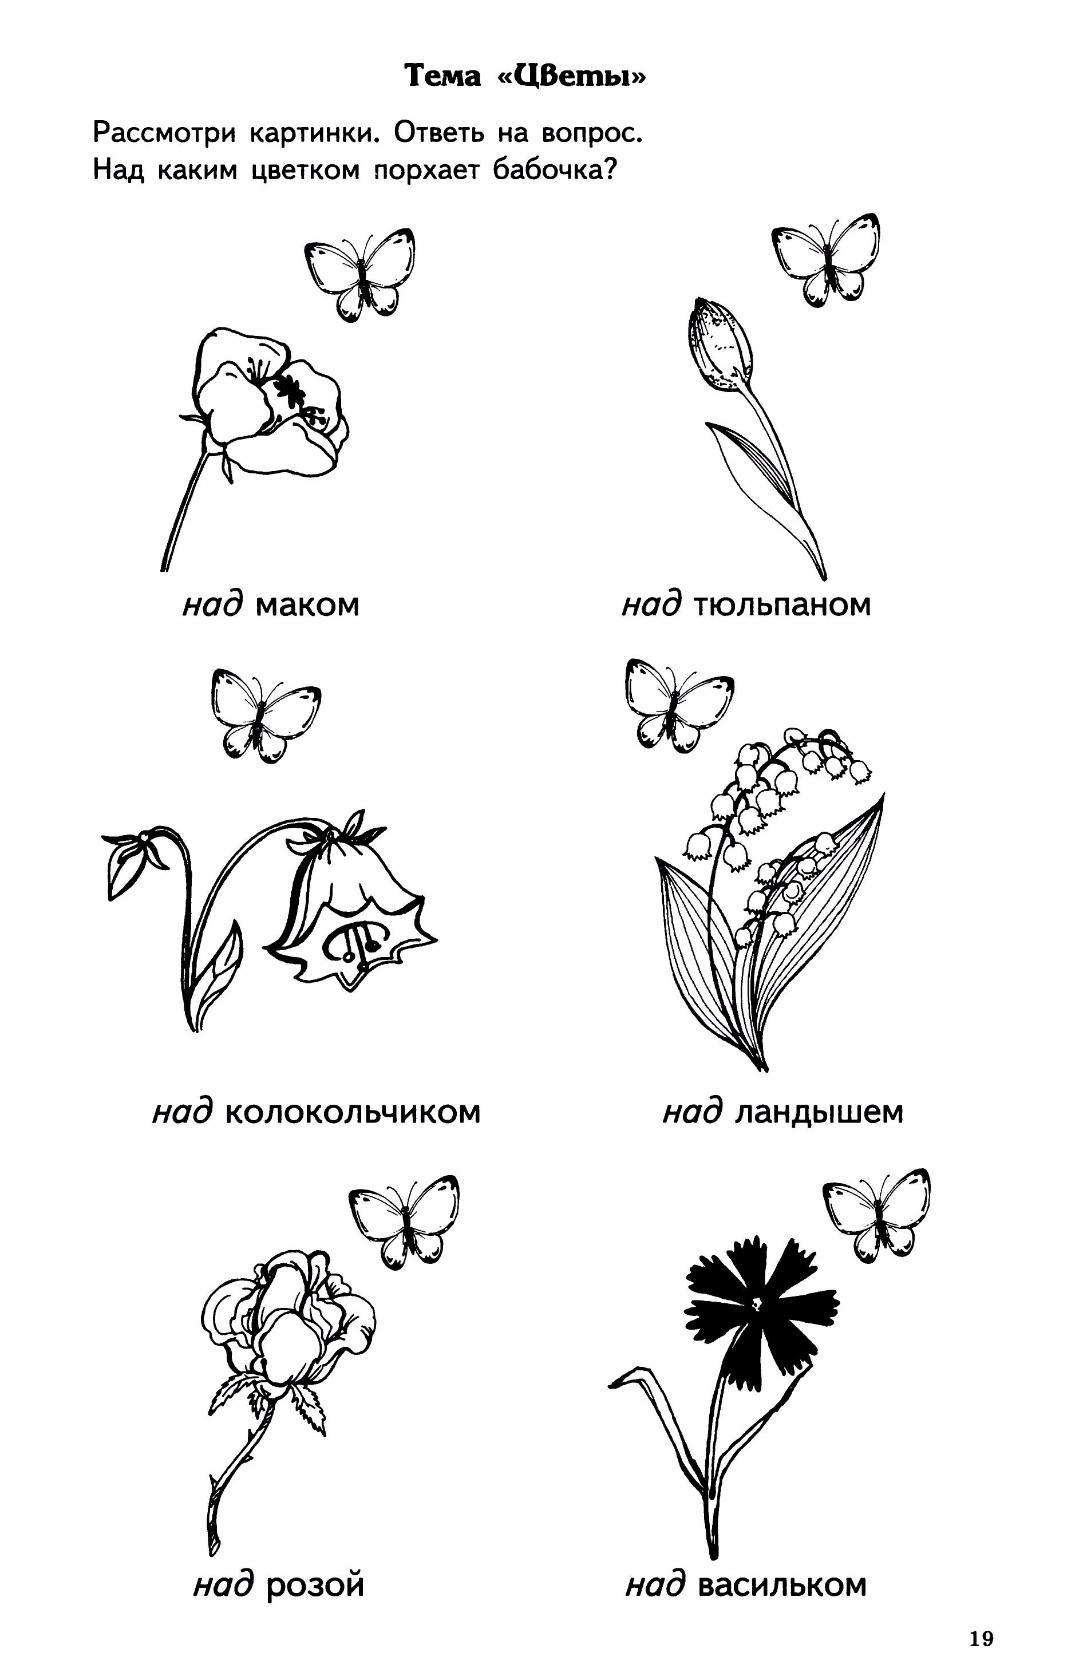 Тема «Цветы»
Рассмотри картинки. Ответь на вопрос.
Над каким цветком порхает бабочка?
над маком
над тюльпаном
над колокольчиком
над ландышем
над розой
над васильком
19